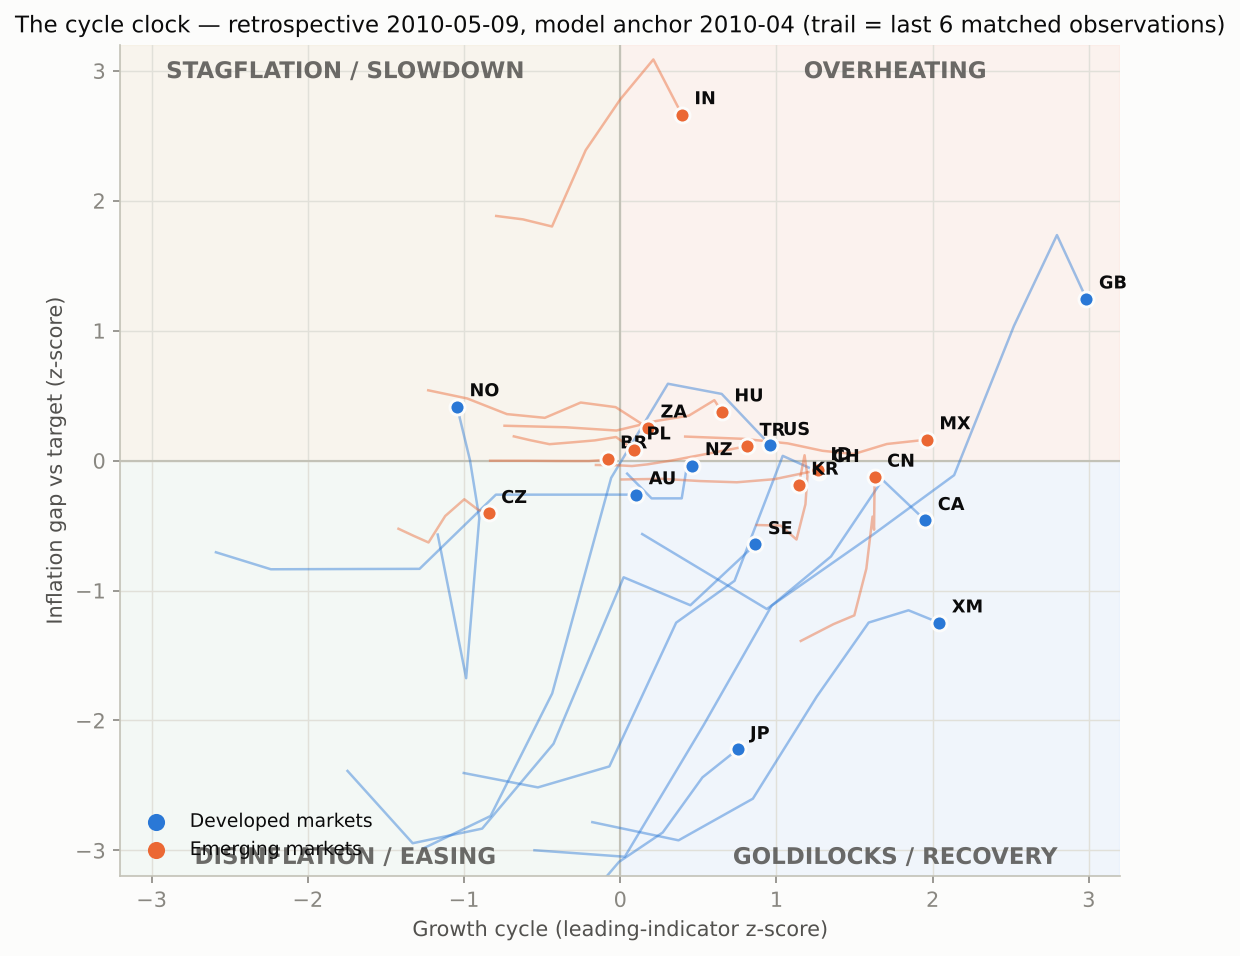 The cycle clock — retrospective 2010-05-09, model anchor 2010-04 (trail = last 6 matched observations)
STAGFLATION / SLOWDOWN
OVERHEATING
IN
GB
NO
HU
ZA
MX
TR
US
PL
BR
NZ
ID
CH
CN
KR
AU
CZ
CA
SE
XM
JP
Developed markets
Emerging markets
DISINFLATION / EASING
GOLDILOCKS / RECOVERY
3
2
1
0
−1
−2
−3
−3
−2
−1
0
1
2
3
Inflation gap vs target (z-score)
Growth cycle (leading-indicator z-score)